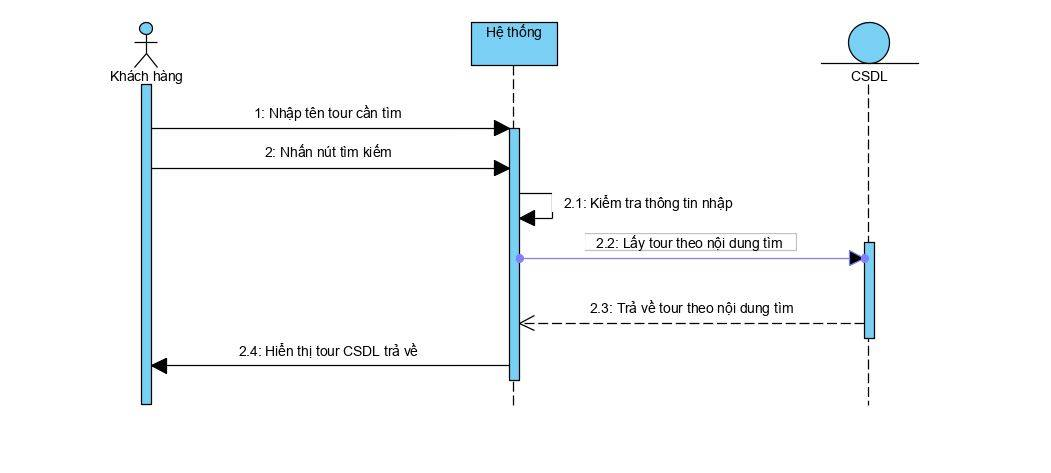 Khách hàng
Hệ thống
CSDL
1: Nhập tên tour cần tìm
2: Nhấn nút tìm kiếm
2.1: Kiểm tra thông tin nhập
2.2: Lấy tour theo nội dung tìm
2.3: Trả về tour theo nội dung tìm
2.4: Hiển thị tour CSDL trả về